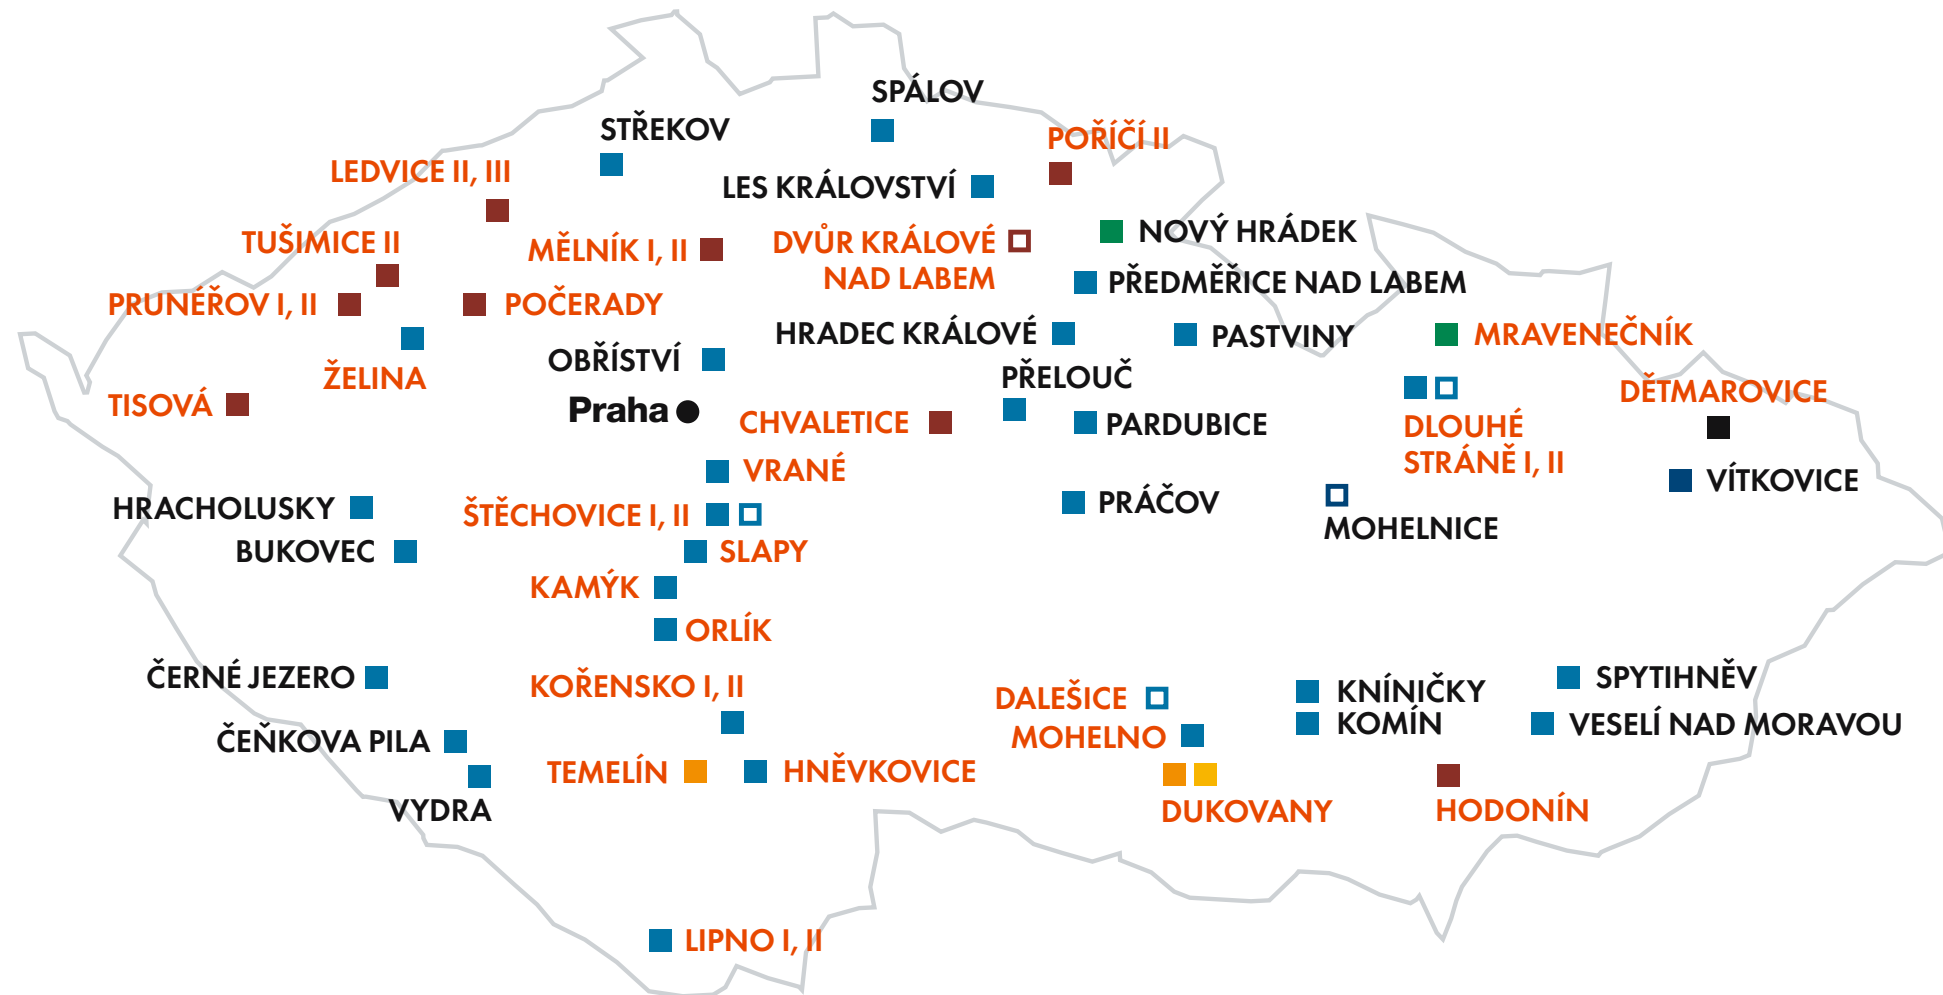 SPÁLOV
STŘEKOV
POŘÍČÍ II
LEDVICE II, III
LES KRÁLOVSTVÍ
TUŠIMICE II
MĚLNÍK I, II
DVŮR KRÁLOVÉ
NAD LABEM
NOVÝ HRÁDEK
PŘEDMĚŘICE NAD LABEM
PRUNÉŘOV I, II
POČERADY
HRADEC KRÁLOVÉ
PASTVINY
MRAVENEČNÍK
OBŘÍSTVÍ
ŽELINA
PŘELOUČ
DĚTMAROVICE
TISOVÁ
Praha
CHVALETICE
PARDUBICE
DLOUHÉ
STRÁNĚ I, II
VRANÉ
VÍTKOVICE
HRACHOLUSKY
ŠTĚCHOVICE I, II
PRÁČOV
MOHELNICE
BUKOVEC
SLAPY
KAMÝK
ORLÍK
ČERNÉ JEZERO
KOŘENSKO I, II
DALEŠICE
KNÍNIČKY
SPYTIHNĚV
ČEŇKOVA PILA
MOHELNO
KOMÍN
VESELÍ NAD MORAVOU
TEMELÍN
HNĚVKOVICE
VYDRA
DUKOVANY
HODONÍN
LIPNO I, II